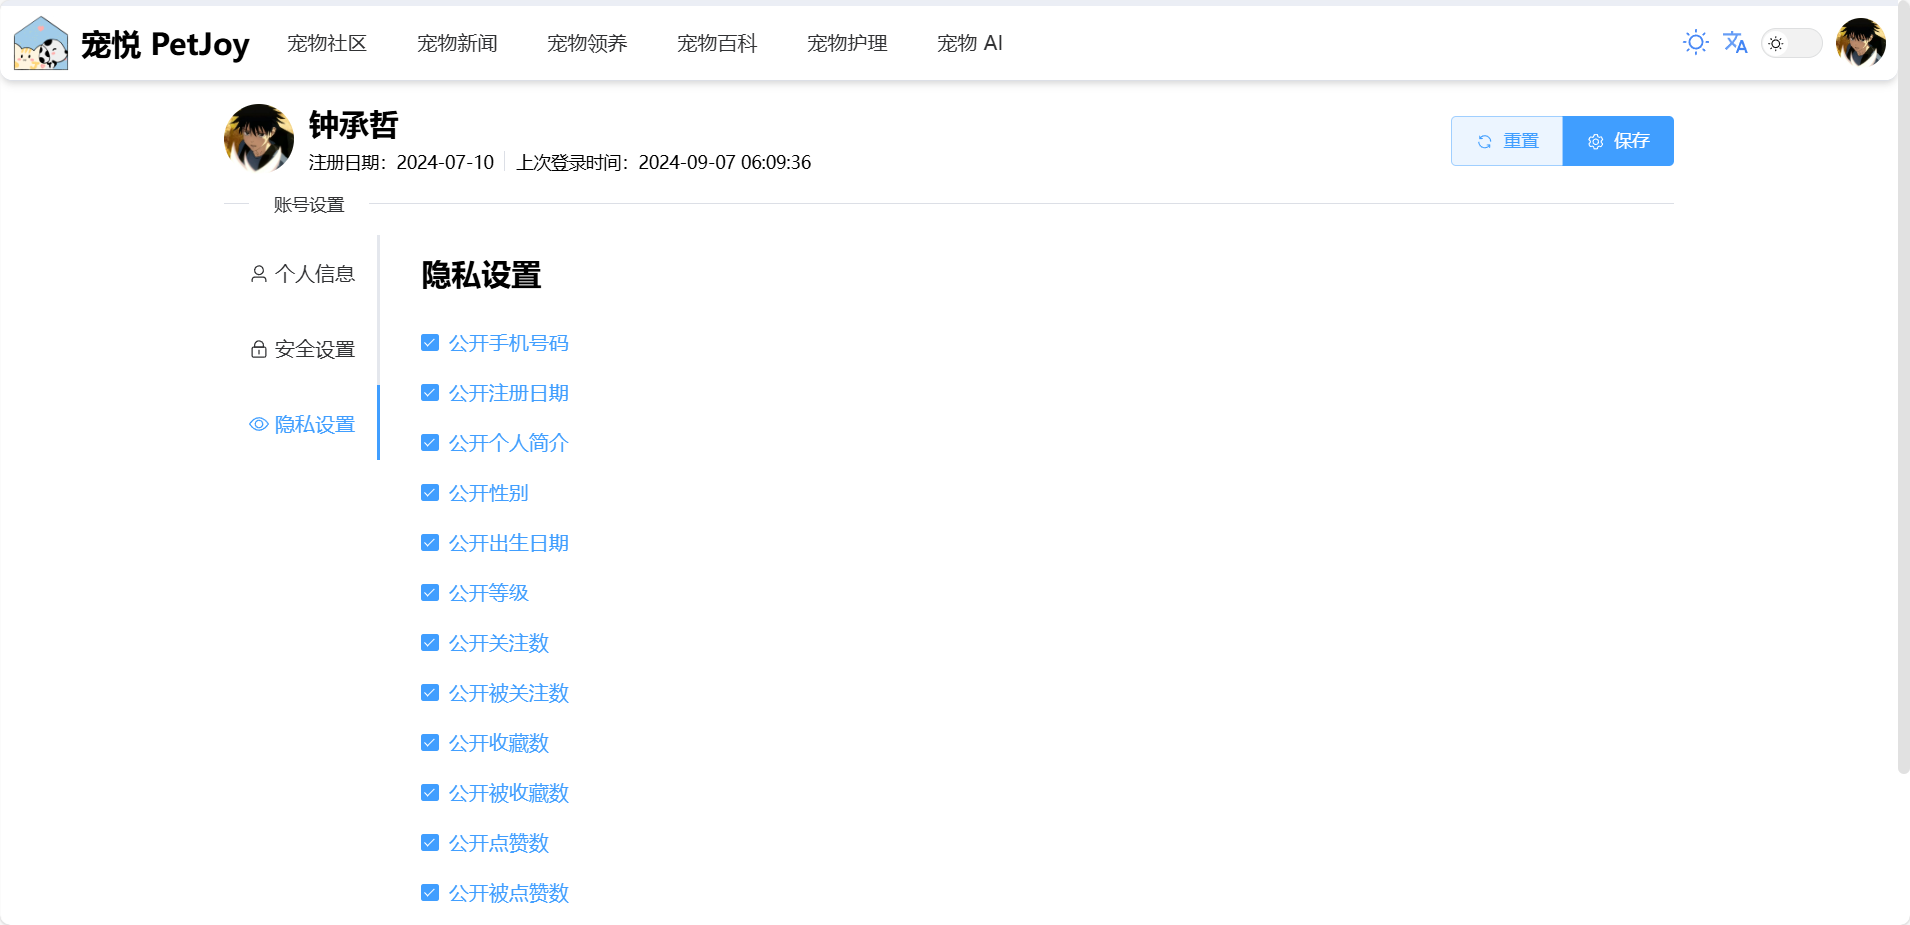 宠悦 PetJoy 宠物社区 宠物新闻 宠物领养 宠物百科 宠物护理 宠物 AI
钟承哲
注册日期：2024-07-10 上次登录时间：2024-09-07 06:09:36
重置 保存
账号设置
个人信息
安全设置
隐私设置
隐私设置
公开手机号码
公开注册日期
公开个人简介
公开性别
公开出生日期
公开等级
公开关注数
公开被关注数
公开收藏数
公开被收藏数
公开点赞数
公开被点赞数